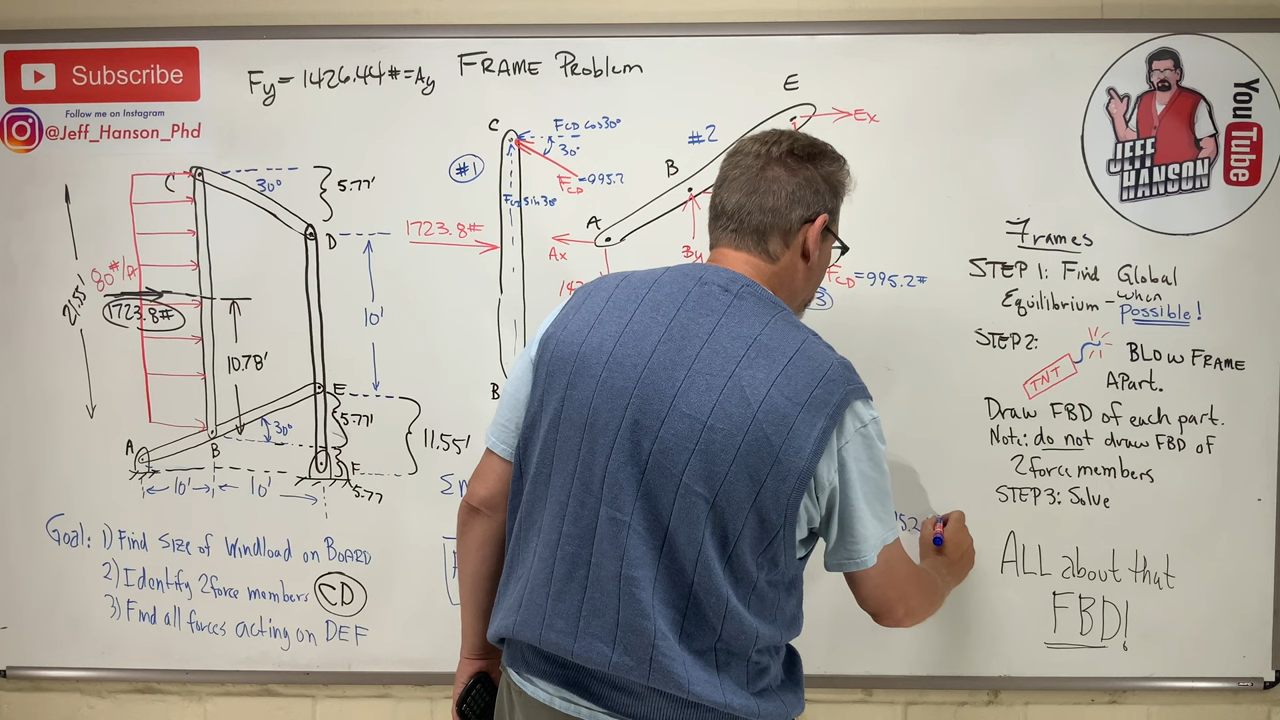 Subscribe
Follow me on Instagram
@Jeff_Hanson_Phd
Fy = 1426.44# = Ay
FRAME Problem
C
30°
5.77'
D
21.55'
80#/ft
1723.8#
10.78'
10'
E
5.77'
11.55'
30°
A
B
F
5.77
10'
10'
Goal: 1) Find Size of Windload on BOARD
2) Identify 2force members CD
3) Find all forces acting on DEF
#1
C
FCD cos30°
30°
FCD=995.2
FCD sin30
1723.8#
B
E
Ex
#2
B
A
Ax
By
FCD=995.2#
3
YouTube
JEFF
HANSON
Frames
STEP 1: Find Global
Equilibrium - when
possible!
STEP 2:
TNT
BLOW FRAME
APart.
Draw FBD of each part.
Note: do not draw FBD of
2force members
STEP 3: Solve
ALL about that
FBD!